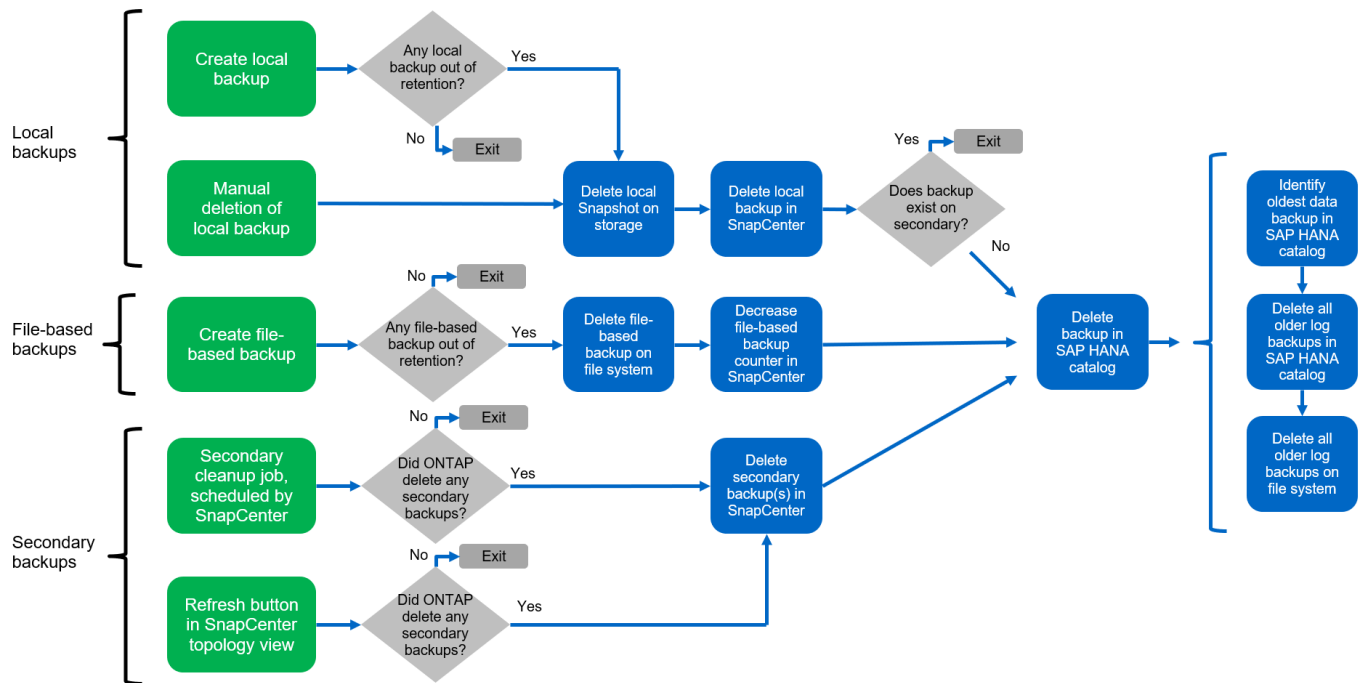 Local
backups
Create local
backup
Any local
backup out of
retention?
Yes
No
Exit
Manual
deletion of
local backup
Delete local
Snapshot on
storage
Delete local
backup in
SnapCenter
Does backup
exist on
secondary?
Yes
Exit
No
File-based
backups
Create file-
based backup
Any file-based
backup out of
retention?
No
Exit
Yes
Delete file-
based
backup on
file system
Decrease
file-based
backup
counter in
SnapCenter
Secondary
backups
Secondary
cleanup job,
scheduled by
SnapCenter
Did ONTAP
delete any
secondary
backups?
No
Exit
Yes
Delete
secondary
backup(s) in
SnapCenter
Refresh button
in SnapCenter
topology view
Did ONTAP
delete any
secondary
backups?
No
Exit
Yes
Delete
backup in
SAP HANA
catalog
Identify
oldest data
backup in
SAP HANA
catalog
Delete all
older log
backups in
SAP HANA
catalog
Delete all
older log
backups on
file system